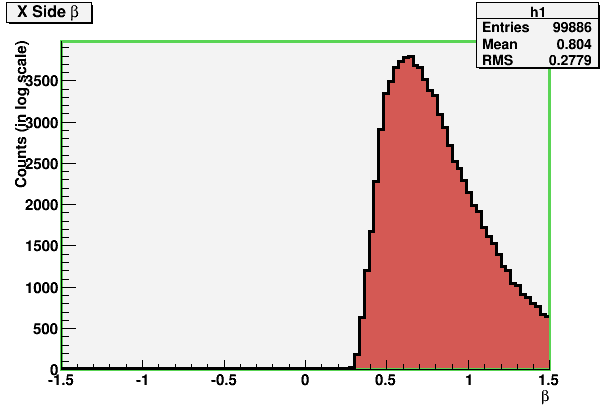 X Side β
h1
Entries 99886
Mean 0.804
RMS 0.2779
Counts (in log scale)
3500
3000
2500
2000
1500
1000
500
0
-1.5 -1 -0.5 0 0.5 1 1.5
β